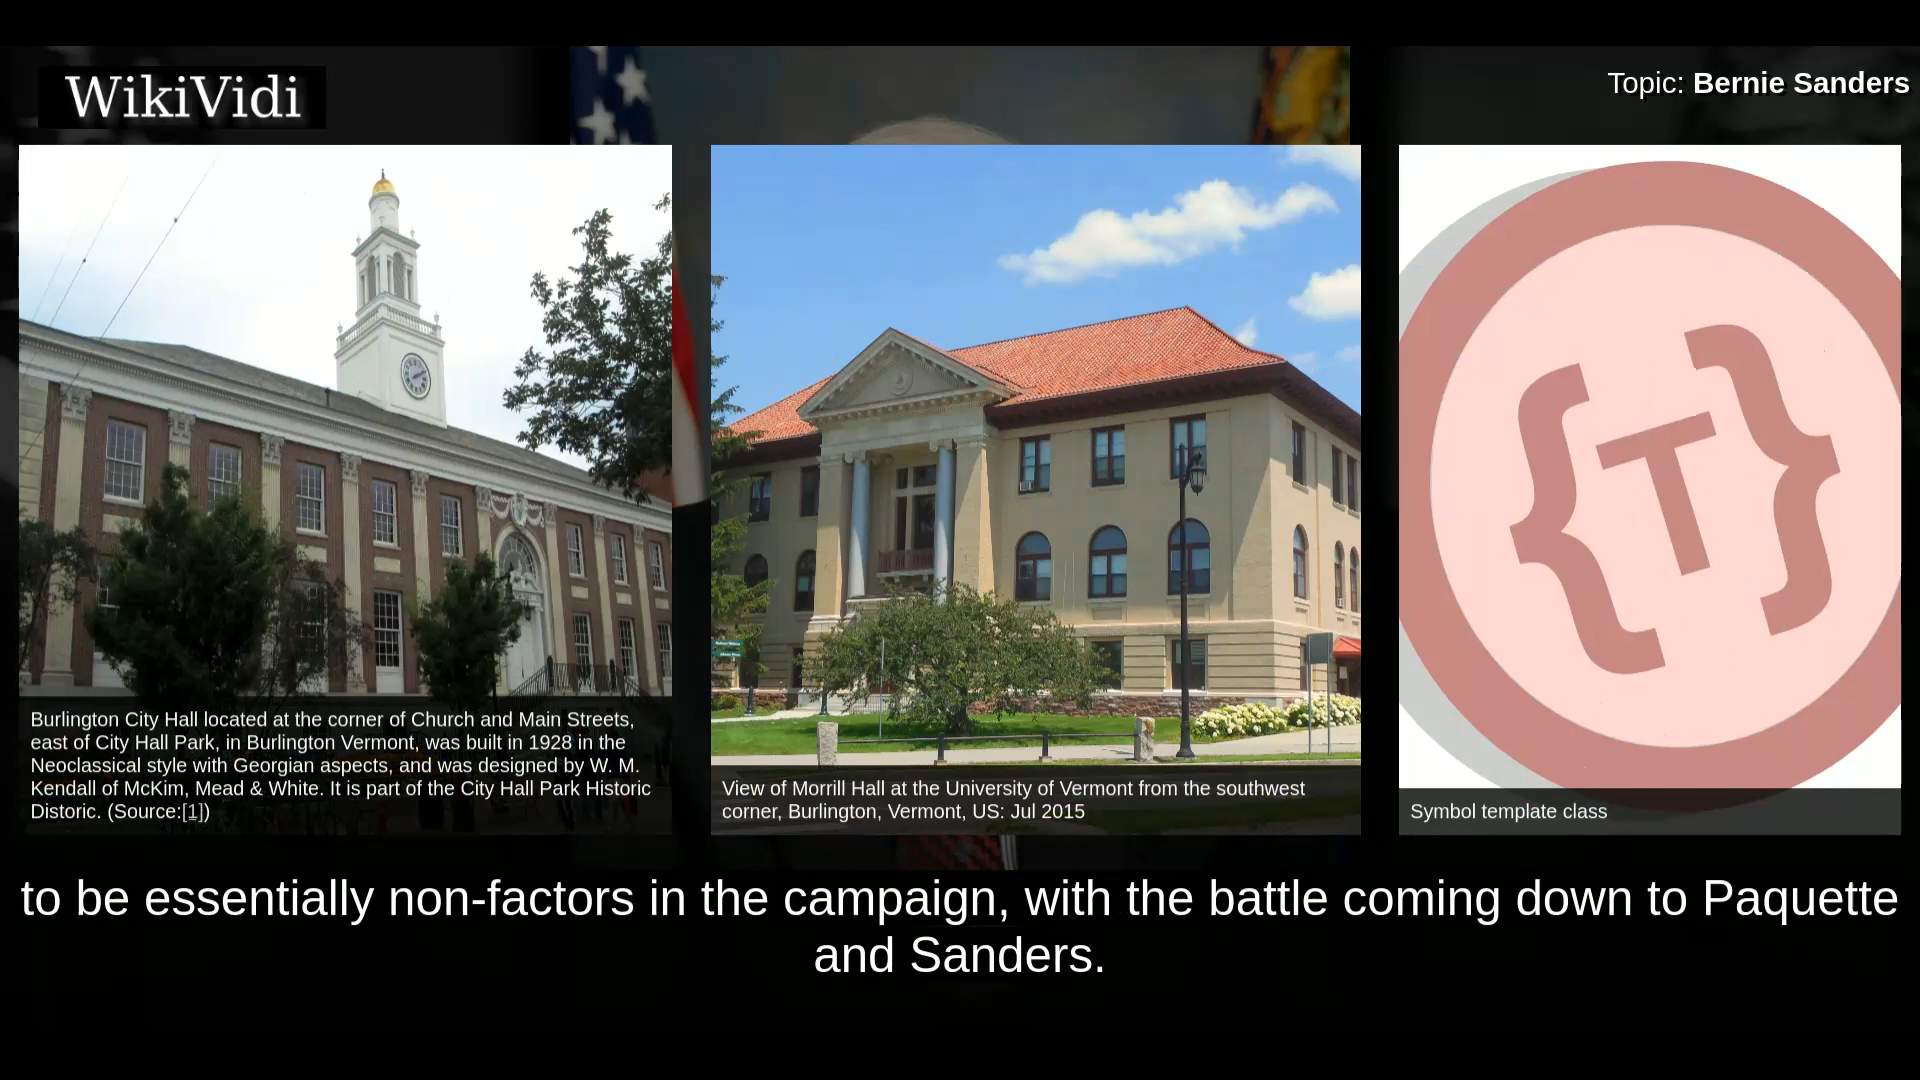 WikiVidi
Topic: Bernie Sanders
Burlington City Hall located at the corner of Church and Main Streets,
east of City Hall Park, in Burlington Vermont, was built in 1928 in the
Neoclassical style with Georgian aspects, and was designed by W. M.
Kendall of McKim, Mead & White. It is part of the City Hall Park Historic
Distoric. (Source:[1])
View of Morrill Hall at the University of Vermont from the southwest
corner, Burlington, Vermont, US: Jul 2015
{T}
Symbol template class
to be essentially non-factors in the campaign, with the battle coming down to Paquette
and Sanders.